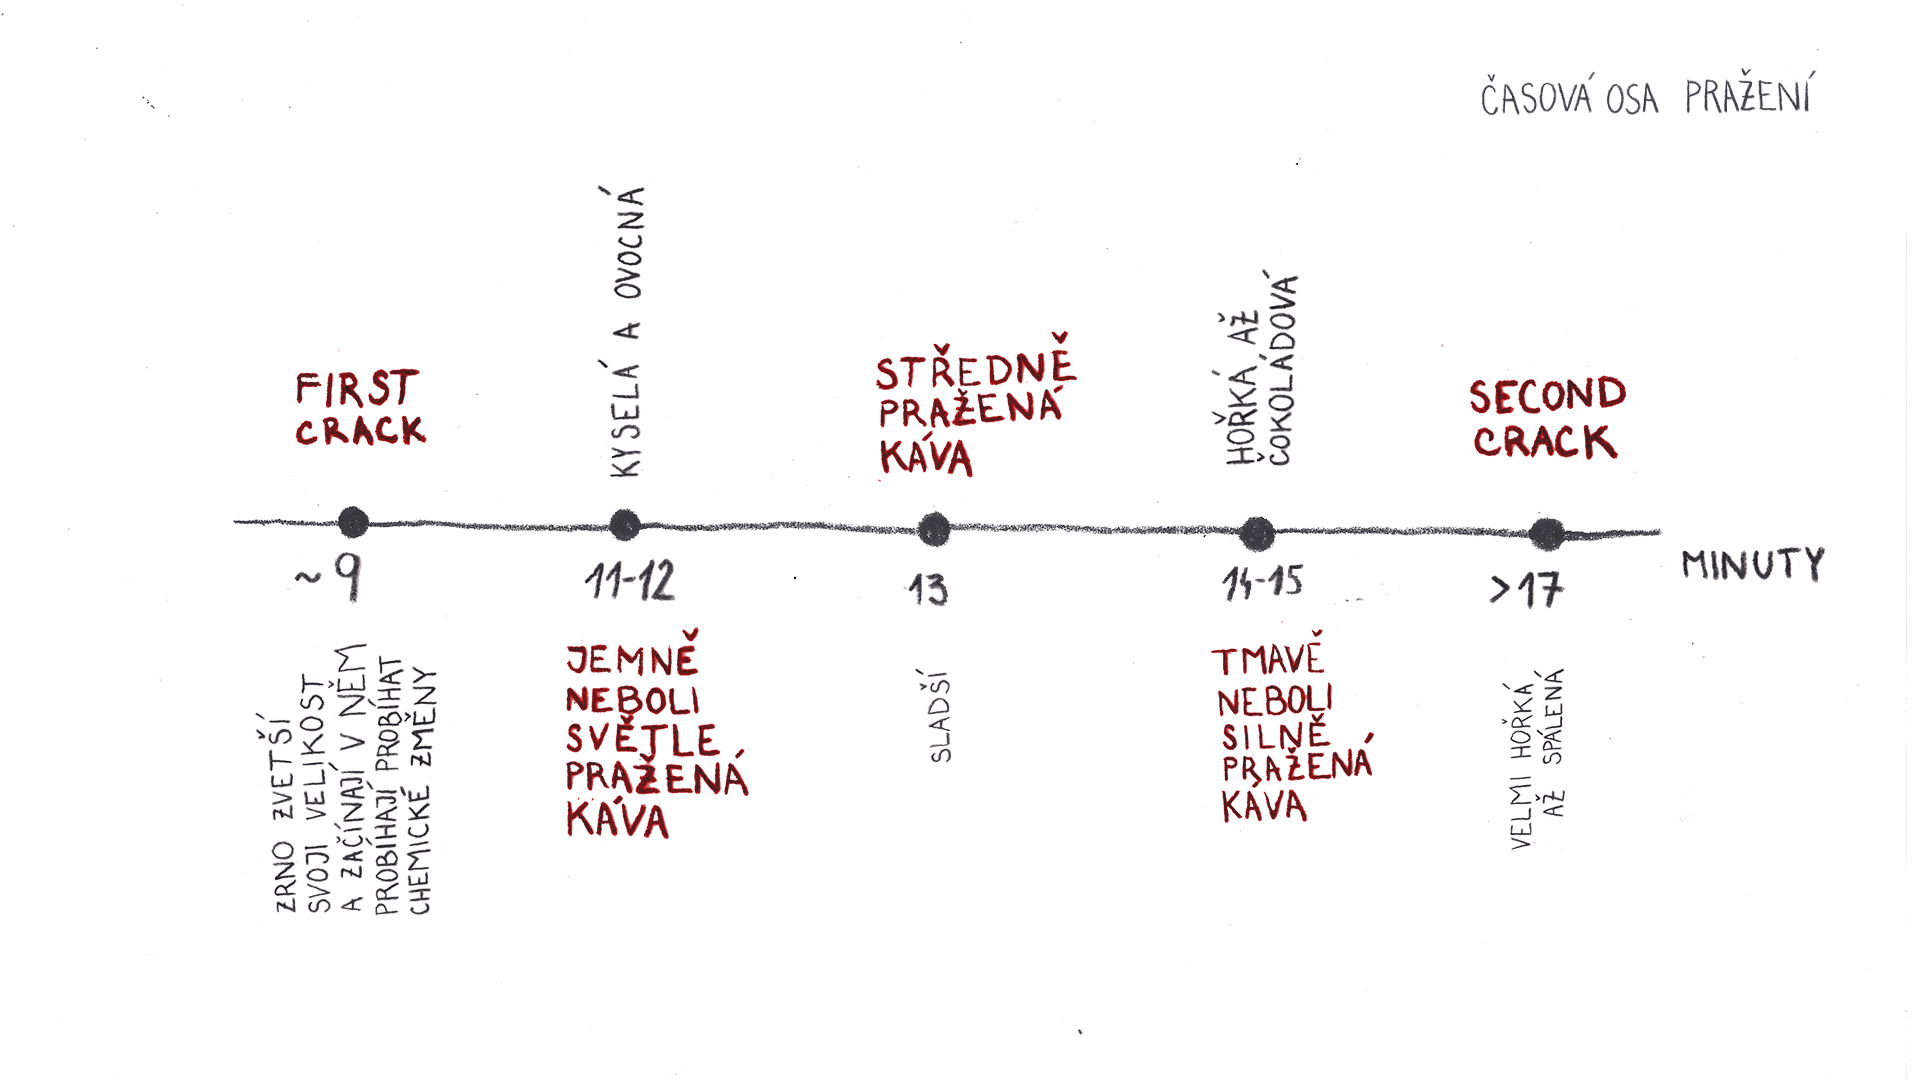 ČASOVÁ OSA PRAŽENÍ
FIRST
CRACK
KYSELÁ A OVOCNÁ
STŘEDNĚ
PRAŽENÁ
KÁVA
HOŘKÁ AŽ
ČOKOLÁDOVÁ
SECOND
CRACK
~9
11-12
13
14-15
>17
MINUTY
ZRNO ZVETŠÍ
SVOJI VELIKOST
A ZAČÍNAJÍ V NĚM
PROBIHAJÍ PROBÍHAT
CHEMICKÉ ZMĚNY
JEMNĚ
NEBOLI
SVĚTLE
PRAŽENÁ
KÁVA
SLADŠÍ
TMAVĚ
NEBOLI
SILNĚ
PRAŽENÁ
KÁVA
VELMI HOŘKÁ
AŽ SPÁLENÁ